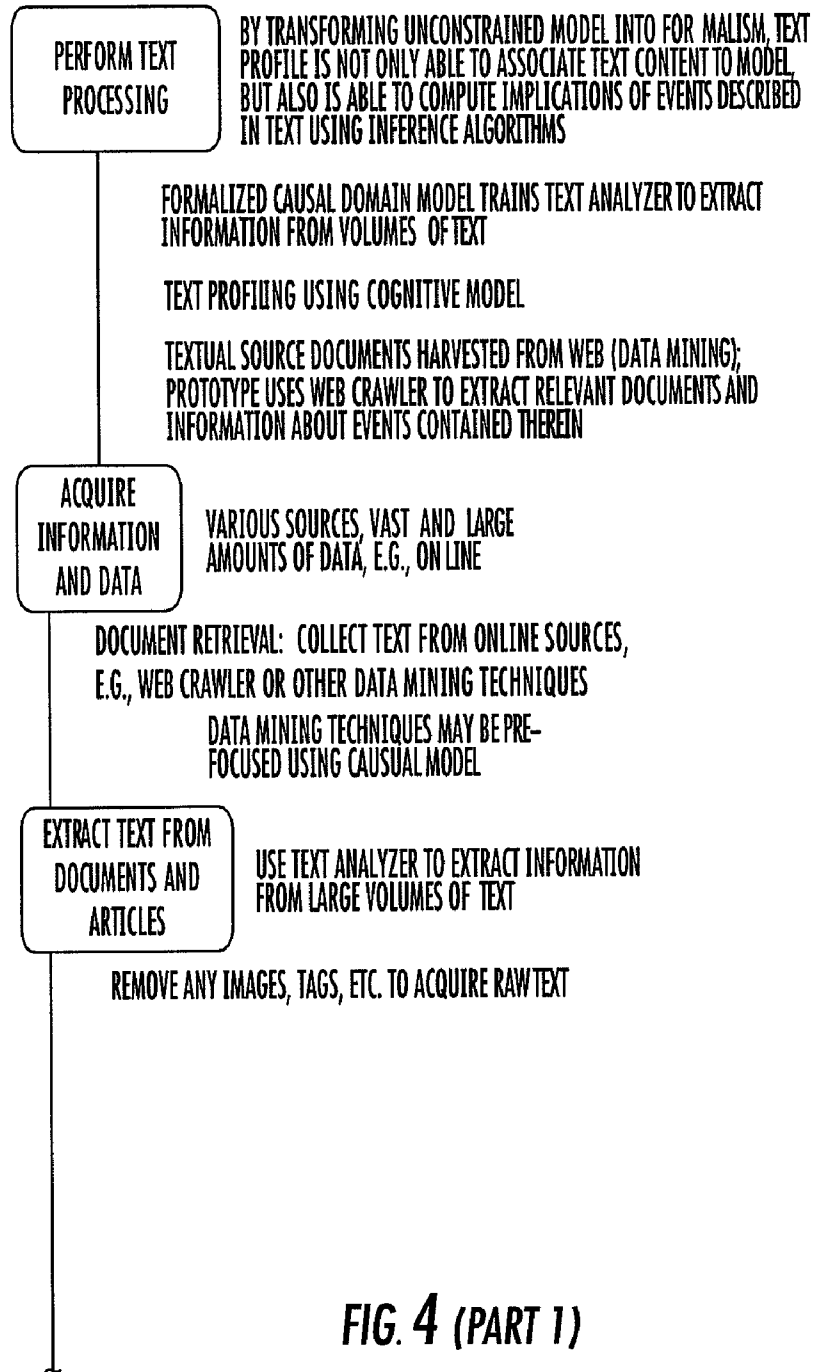 PERFORM TEXT
PROCESSING
BY TRANSFORMING UNCONSTRAINED MODEL INTO FOR MALISM, TEXT
PROFILE IS NOT ONLY ABLE TO ASSOCIATE TEXT CONTENT TO MODEL,
BUT ALSO IS ABLE TO COMPUTE IMPLICATIONS OF EVENTS DESCRIBED
IN TEXT USING INFERENCE ALGORITHMS
FORMALIZED CAUSAL DOMAIN MODEL TRAINS TEXT ANALYZER TO EXTRACT
INFORMATION FROM VOLUMES OF TEXT
TEXT PROFILING USING COGNITIVE MODEL
TEXTUAL SOURCE DOCUMENTS HARVESTED FROM WEB (DATA MINING);
PROTOTYPE USES WEB CRAWLER TO EXTRACT RELEVANT DOCUMENTS AND
INFORMATION ABOUT EVENTS CONTAINED THEREIN
ACQUIRE
INFORMATION
AND DATA
VARIOUS SOURCES, VAST AND LARGE
AMOUNTS OF DATA, E.G., ON LINE
DOCUMENT RETRIEVAL: COLLECT TEXT FROM ONLINE SOURCES,
E.G., WEB CRAWLER OR OTHER DATA MINING TECHNIQUES
DATA MINING TECHNIQUES MAY BE PRE-
FOCUSED USING CAUSUAL MODEL
EXTRACT TEXT FROM
DOCUMENTS AND
ARTICLES
USE TEXT ANALYZER TO EXTRACT INFORMATION
FROM LARGE VOLUMES OF TEXT
REMOVE ANY IMAGES, TAGS, ETC. TO ACQUIRE RAW TEXT
FIG. 4 (PART 1)